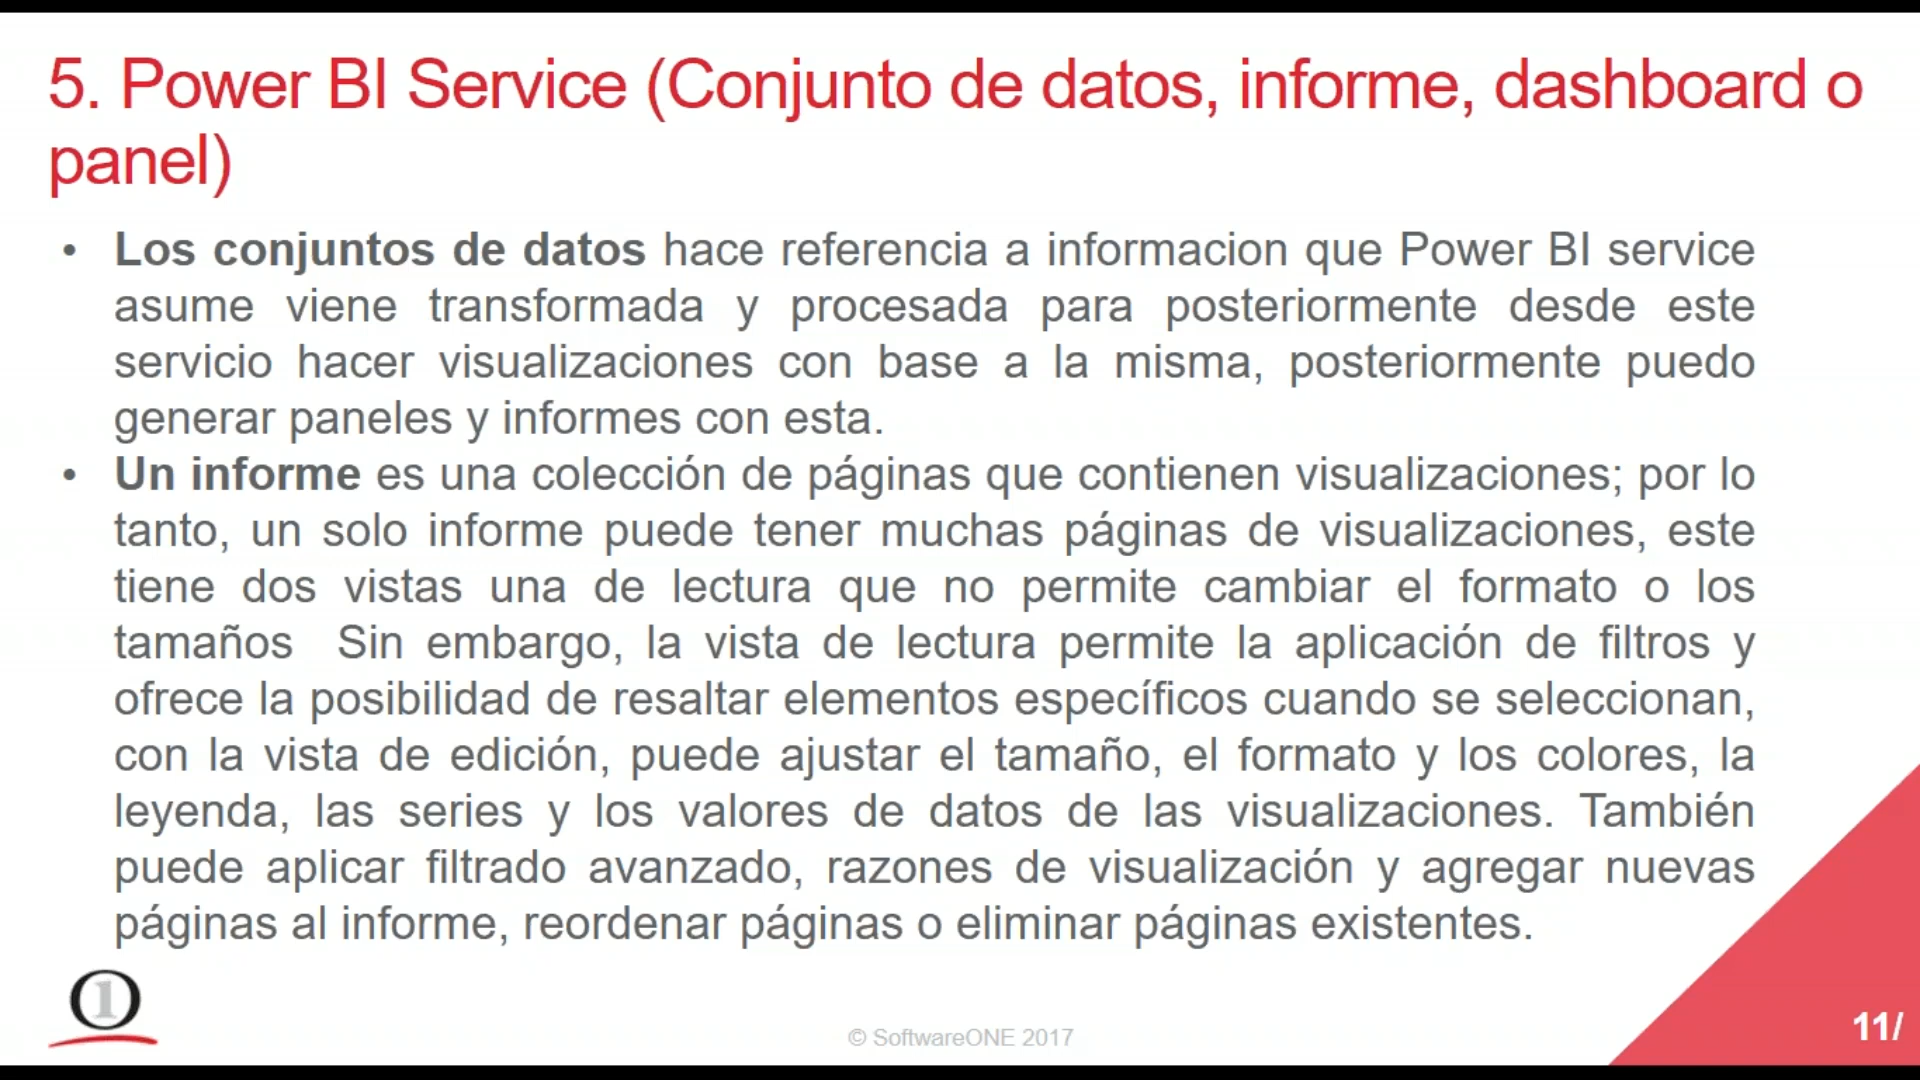 5. Power BI Service (Conjunto de datos, informe, dashboard o
panel)
• Los conjuntos de datos hace referencia a informacion que Power BI service
asume viene transformada y procesada para posteriormente desde este
servicio hacer visualizaciones con base a la misma, posteriormente puedo
generar paneles y informes con esta.
• Un informe es una colección de páginas que contienen visualizaciones; por lo
tanto, un solo informe puede tener muchas páginas de visualizaciones, este
tiene dos vistas una de lectura que no permite cambiar el formato o los
tamaños Sin embargo, la vista de lectura permite la aplicación de filtros y
ofrece la posibilidad de resaltar elementos específicos cuando se seleccionan,
con la vista de edición, puede ajustar el tamaño, el formato y los colores, la
leyenda, las series y los valores de datos de las visualizaciones. También
puede aplicar filtrado avanzado, razones de visualización y agregar nuevas
páginas al informe, reordenar páginas o eliminar páginas existentes.
1
© SoftwareONE 2017
11/